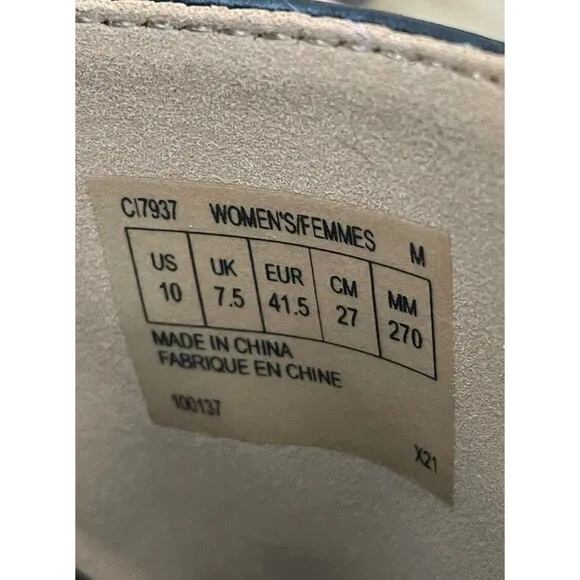 CI7937 WOMEN'S/FEMMES M
US UK EUR CM MM
10 7.5 41.5 27 270
MADE IN CHINA
FABRIQUE EN CHINE
100137 X21